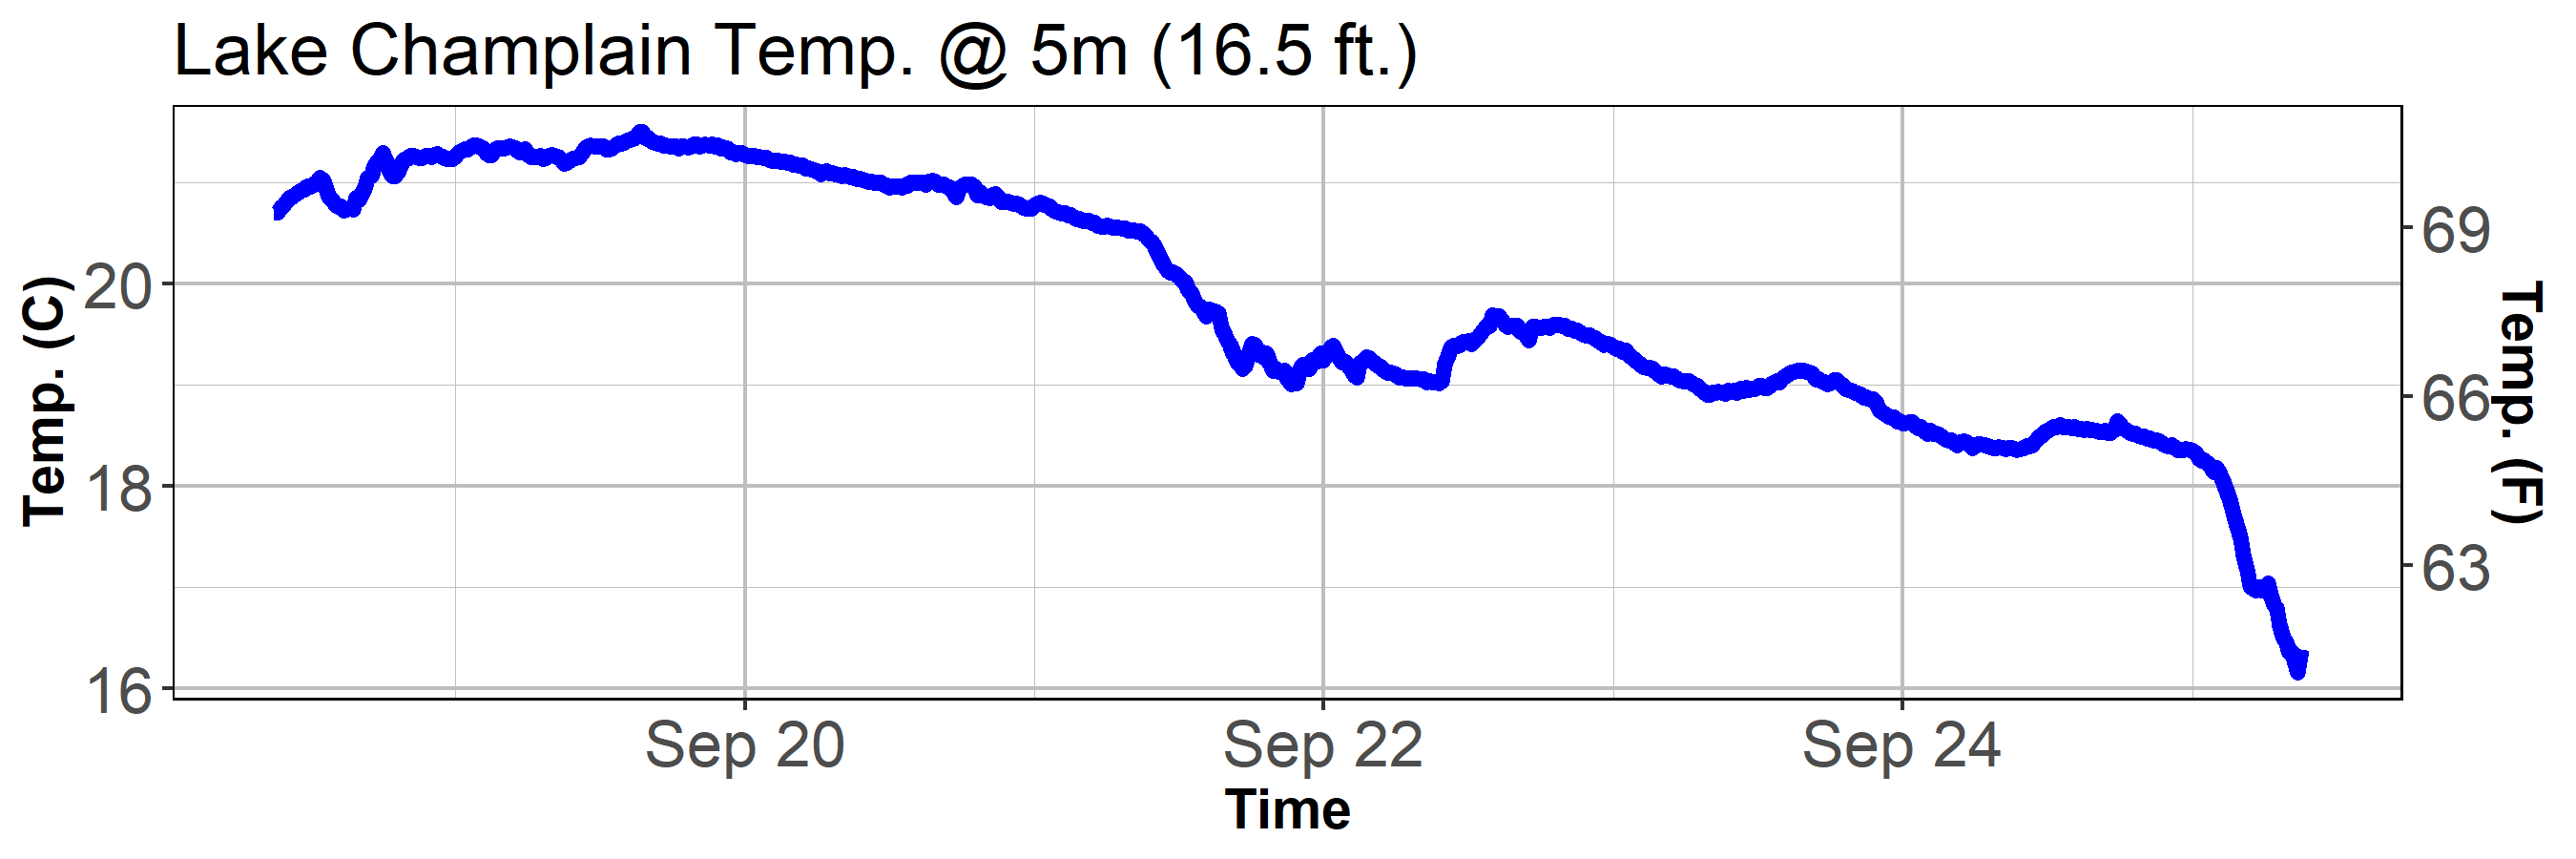 Lake Champlain Temp. @ 5m (16.5 ft.)
Temp. (C)
20
18
16
69
66
63
Temp. (F)
Sep 20 Sep 22 Sep 24
Time